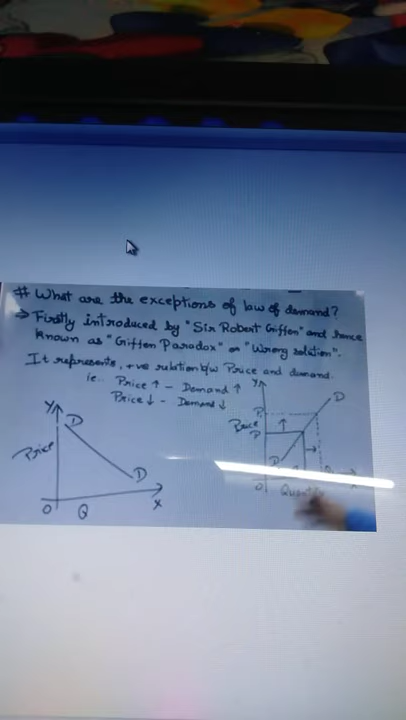 # What are the exceptions of law of demand?
⇒ Firstly introduced by "Sir Robert Giffen" and hence
known as "Giffen Paradox" or "Wrong solution".
It represents, +ve relation b/w Price and demand.
ie.. Price ↑ - Demand ↑
Price ↓ - Demand ↓
Y
D
Price
D
O Q X
Y
D
P
Price
P
D
O